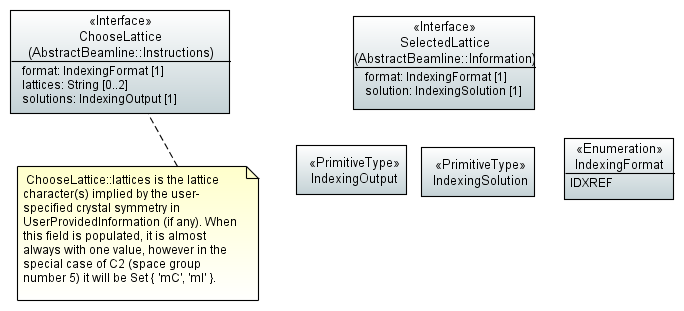 «Interface»
ChooseLattice
(AbstractBeamline::Instructions)
format: IndexingFormat [1]
lattices: String [0..2]
solutions: IndexingOutput [1]
«Interface»
SelectedLattice
(AbstractBeamline::Information)
format: IndexingFormat [1]
solution: IndexingSolution [1]
«PrimitiveType»
IndexingOutput
«PrimitiveType»
IndexingSolution
«Enumeration»
IndexingFormat
IDXREF
ChooseLattice::lattices is the lattice
character(s) implied by the user-
specified crystal symmetry in
UserProvidedInformation (if any). When
this field is populated, it is almost
always with one value, however in the
special case of C2 (space group
number 5) it will be Set { 'mC', 'mI' }.